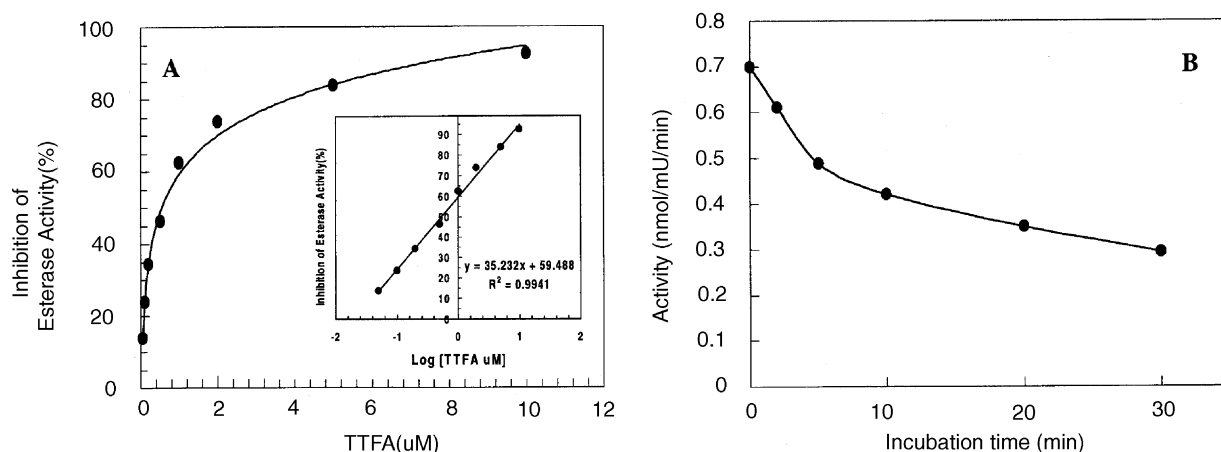 A
100
80
60
40
20
0
Inhibition of
Esterase Activity(%)
0 2 4 6 8 10 12
TTFA(uM)
90
80
70
60
50
40
30
20
10
0
Inhibition of Esterase Activity(%)
y = 35.232x + 59.488
R² = 0.9941
-2 -1 0 1 2
Log [TTFA uM]
B
0.8
0.7
0.6
0.5
0.4
0.3
0.2
0.1
0
Activity (nmol/mU/min)
0 10 20 30
Incubation time (min)